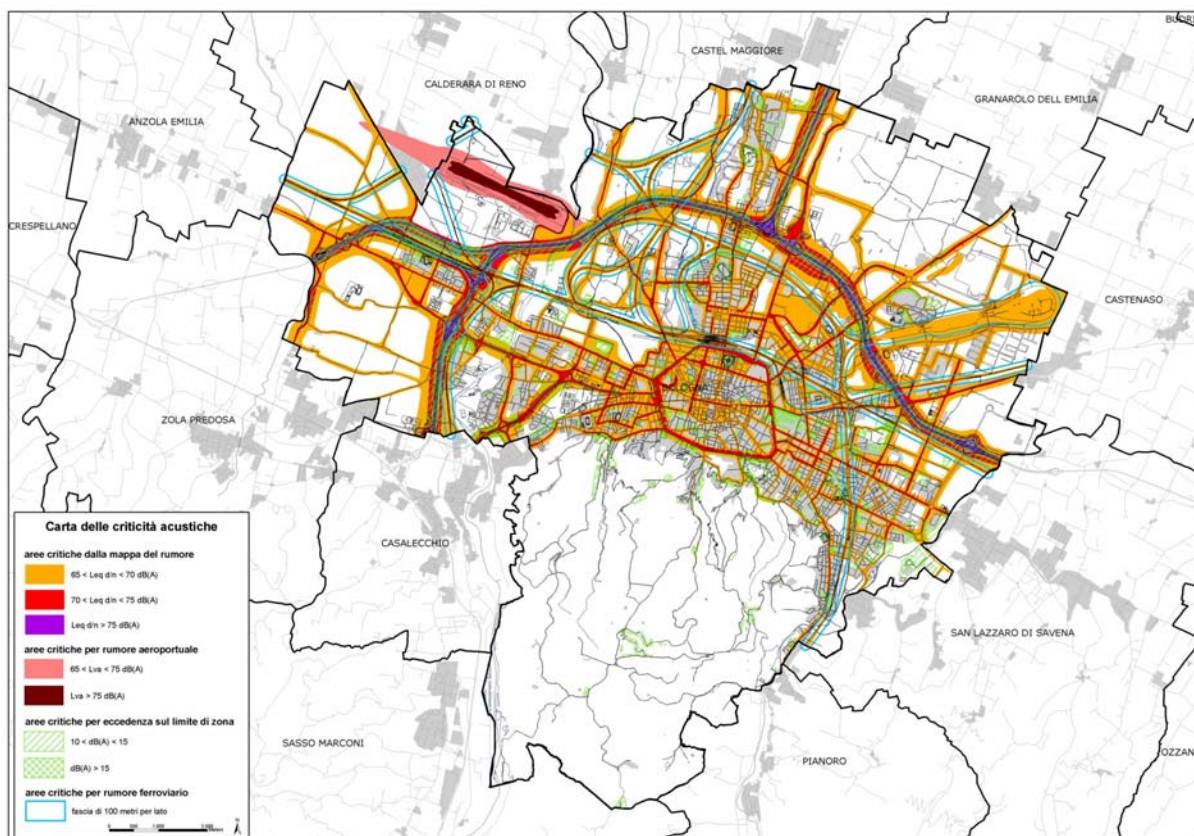 BUDRI
CASTEL MAGGIORE
CALDERARA DI RENO
GRANAROLO DELL EMILIA
ANZOLA EMILIA
CRESPELLANO
CASTENASO
BOLOGNA
ZOLA PREDOSA
CASALECCHIO
SAN LAZZARO DI SAVENA
SASSO MARCONI
PIANORO
OZZAN
Carta delle criticità acustiche
aree critiche dalla mappa del rumore
65 < Leq d/n < 70 dB(A)
70 < Leq d/n < 75 dB(A)
Leq d/n > 75 dB(A)
aree critiche per rumore aeroportuale
65 < Lva < 75 dB(A)
Lva > 75 dB(A)
aree critiche per eccedenza sul limite di zona
10 < dB(A) < 15
dB(A) > 15
aree critiche per rumore ferroviario
fascia di 100 metri per lato